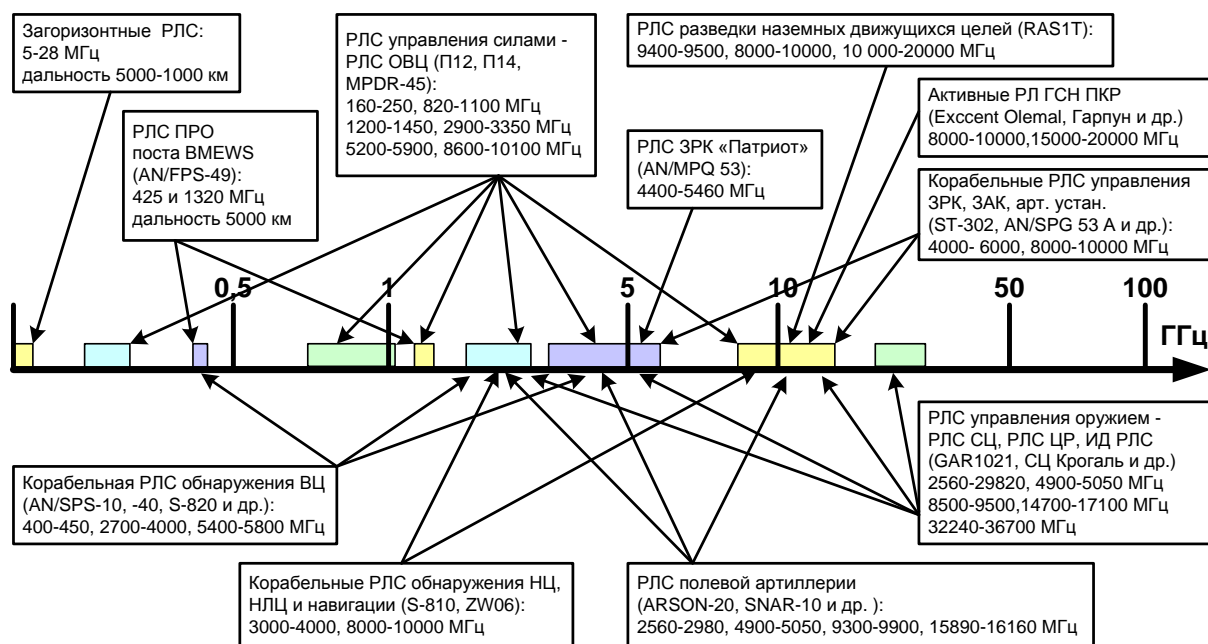 Загоризонтные РЛС:
5-28 МГц
дальность 5000-1000 км
РЛС ПРО
поста BMEWS
(AN/FPS-49):
425 и 1320 МГц
дальность 5000 км
РЛС управления силами -
РЛС ОВЦ (П12, П14,
MPDR-45):
160-250, 820-1100 МГц
1200-1450, 2900-3350 МГц
5200-5900, 8600-10100 МГц
РЛС ЗРК «Патриот»
(AN/MPQ 53):
4400-5460 МГц
РЛС разведки наземных движущихся целей (RAS1T):
9400-9500, 8000-10000, 10 000-20000 МГц
Активные РЛ ГСН ПКР
(Exccent Olemal, Гарпун и др.)
8000-10000,15000-20000 МГц
Корабельные РЛС управления
ЗРК, ЗАК, арт. устан.
(ST-302, AN/SPG 53 А и др.):
4000- 6000, 8000-10000 МГц
0,5 1 5 10 50 100
ГГц
Корабельная РЛС обнаружения ВЦ
(AN/SPS-10, -40, S-820 и др.):
400-450, 2700-4000, 5400-5800 МГц
Корабельные РЛС обнаружения НЦ,
НЛЦ и навигации (S-810, ZW06):
3000-4000, 8000-10000 МГц
РЛС полевой артиллерии
(ARSON-20, SNAR-10 и др. ):
2560-2980, 4900-5050, 9300-9900, 15890-16160 МГц
РЛС управления оружием -
РЛС СЦ, РЛС ЦР, ИД РЛС
(GAR1021, СЦ Крогаль и др.)
2560-29820, 4900-5050 МГц
8500-9500,14700-17100 МГц
32240-36700 МГц